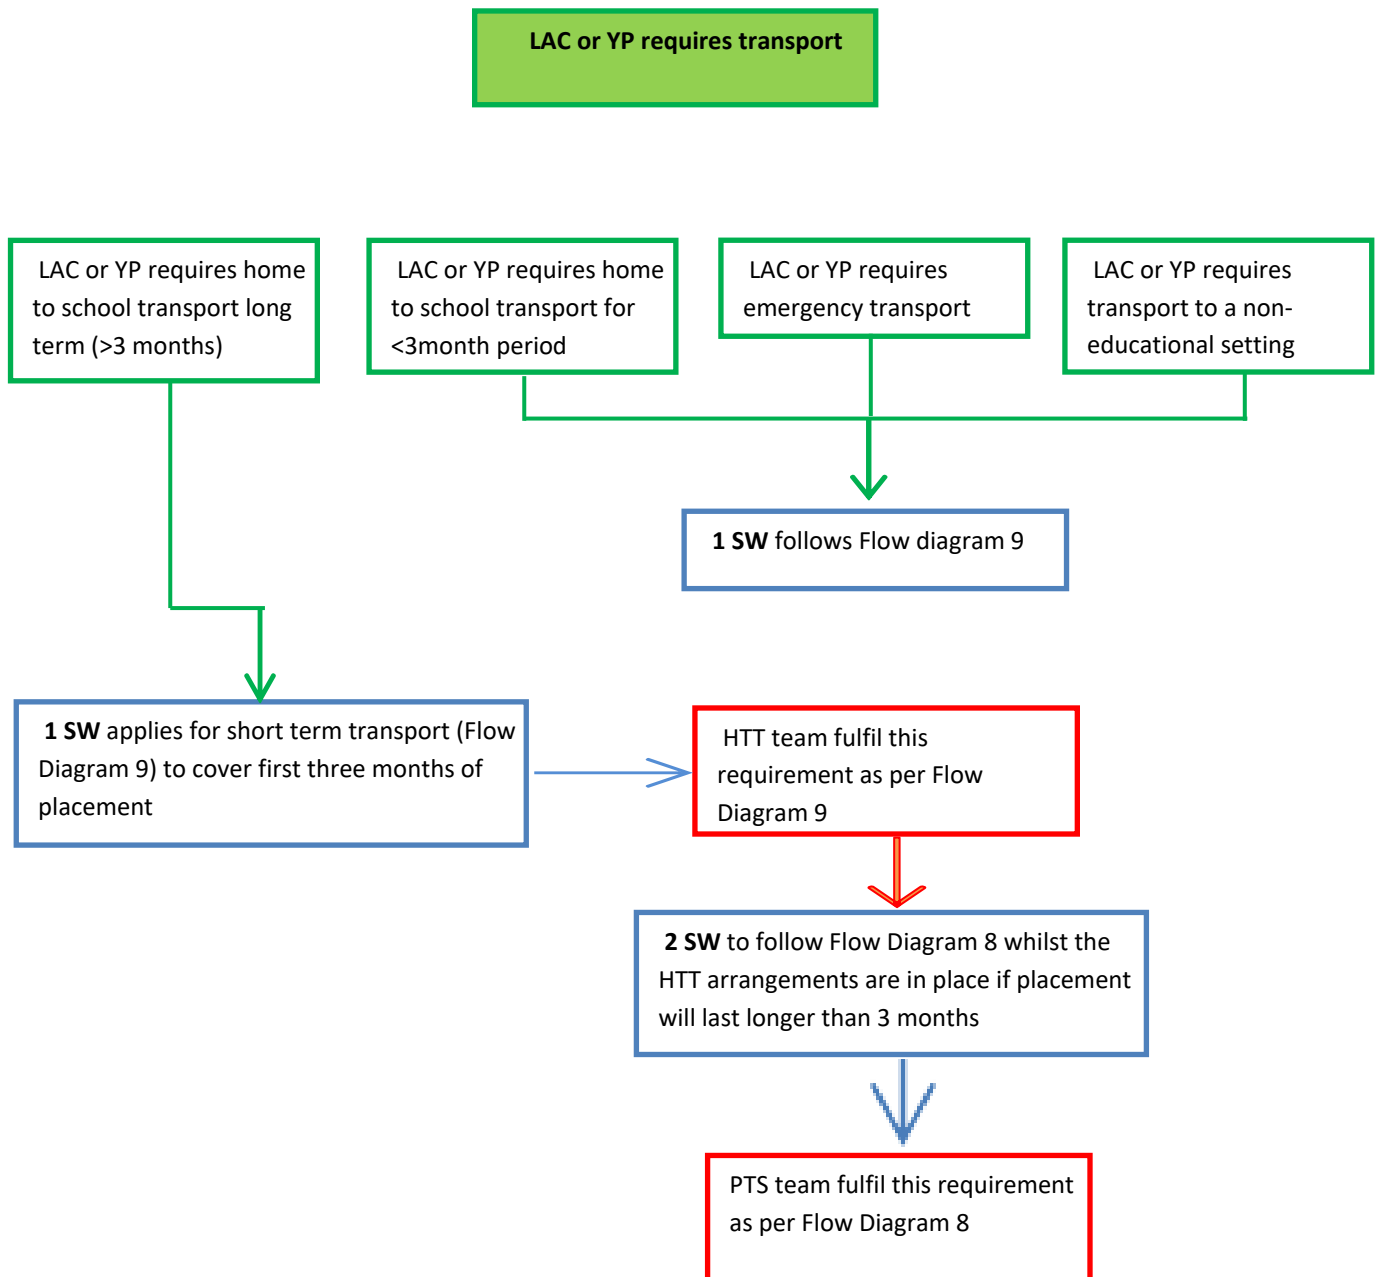 LAC or YP requires transport
LAC or YP requires home
to school transport long
term (>3 months)
LAC or YP requires home
to school transport for
<3month period
LAC or YP requires
emergency transport
LAC or YP requires
transport to a non-
educational setting
1 SW follows Flow diagram 9
1 SW applies for short term transport (Flow
Diagram 9) to cover first three months of
placement
HTT team fulfil this
requirement as per Flow
Diagram 9
2 SW to follow Flow Diagram 8 whilst the
HTT arrangements are in place if placement
will last longer than 3 months
PTS team fulfil this requirement
as per Flow Diagram 8